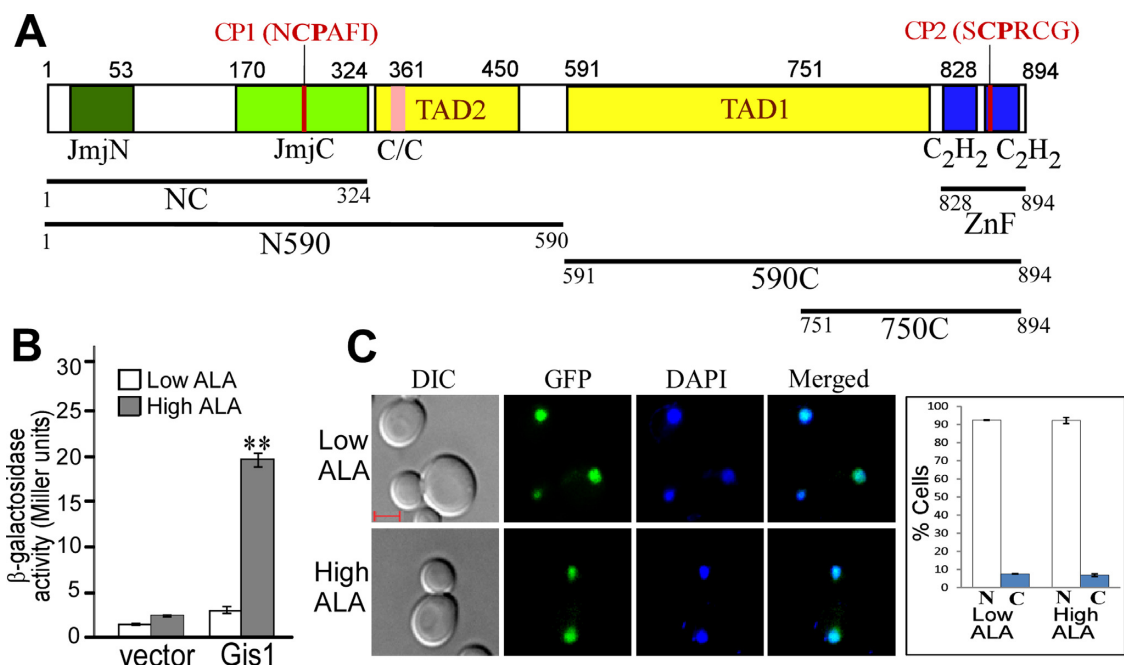 A
CP1 (NCPAFI)
CP2 (SCPRCG)
1 53 170 324 361 450 591 751 828 894
TAD2 TAD1
JmjN JmjC C/C C2H2 C2H2
1 NC 324
828 ZnF 894
1 N590 590
591 590C 894
751 750C 894
B
β-galactosidase
activity (Miller units)
30
25
20
15
10
5
0
Low ALA
High ALA
**
vector Gis1
C
DIC GFP DAPI Merged
Low
ALA
High
ALA
% Cells
100
90
80
70
60
50
40
30
20
10
0
N C N C
Low High
ALA ALA